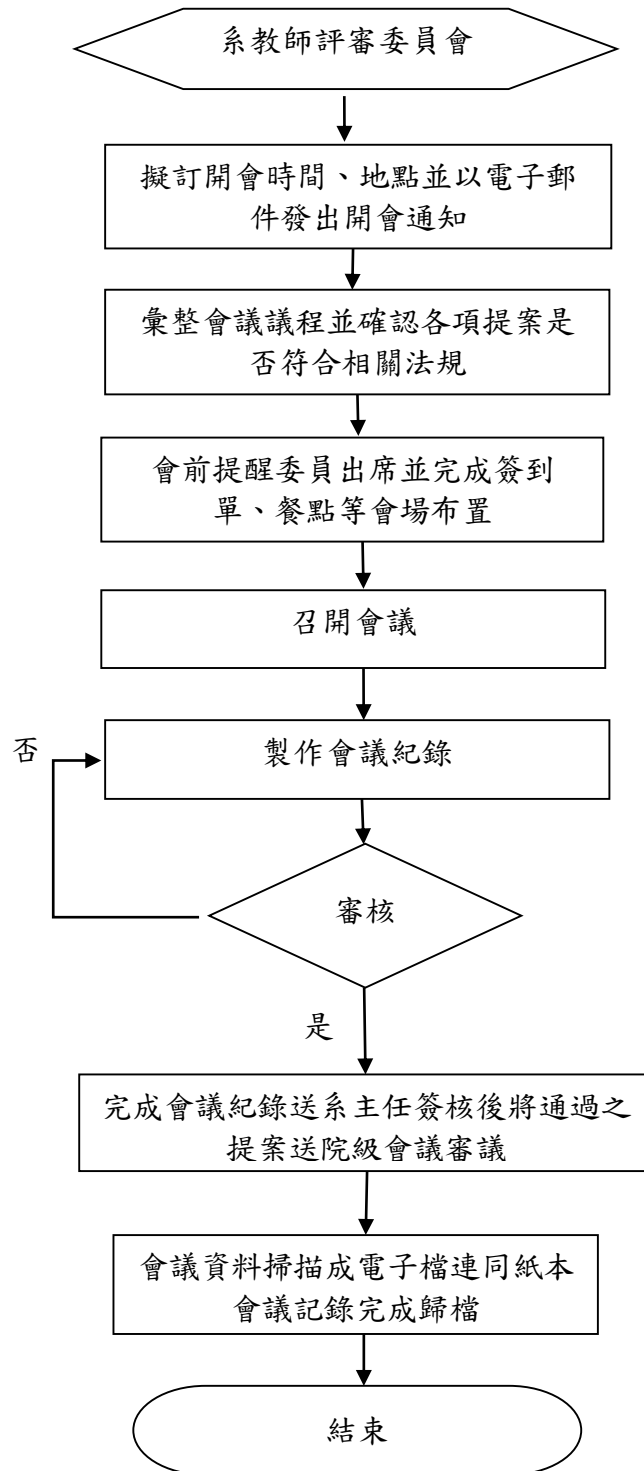 系教師評審委員會
擬訂開會時間、地點並以電子郵
件發出開會通知
彙整會議議程並確認各項提案是
否符合相關法規
會前提醒委員出席並完成簽到
單、餐點等會場布置
召開會議
否
製作會議紀錄
審核
是
完成會議紀錄送系主任簽核後將通過之
提案送院級會議審議
會議資料掃描成電子檔連同紙本
會議記錄完成歸檔
結束